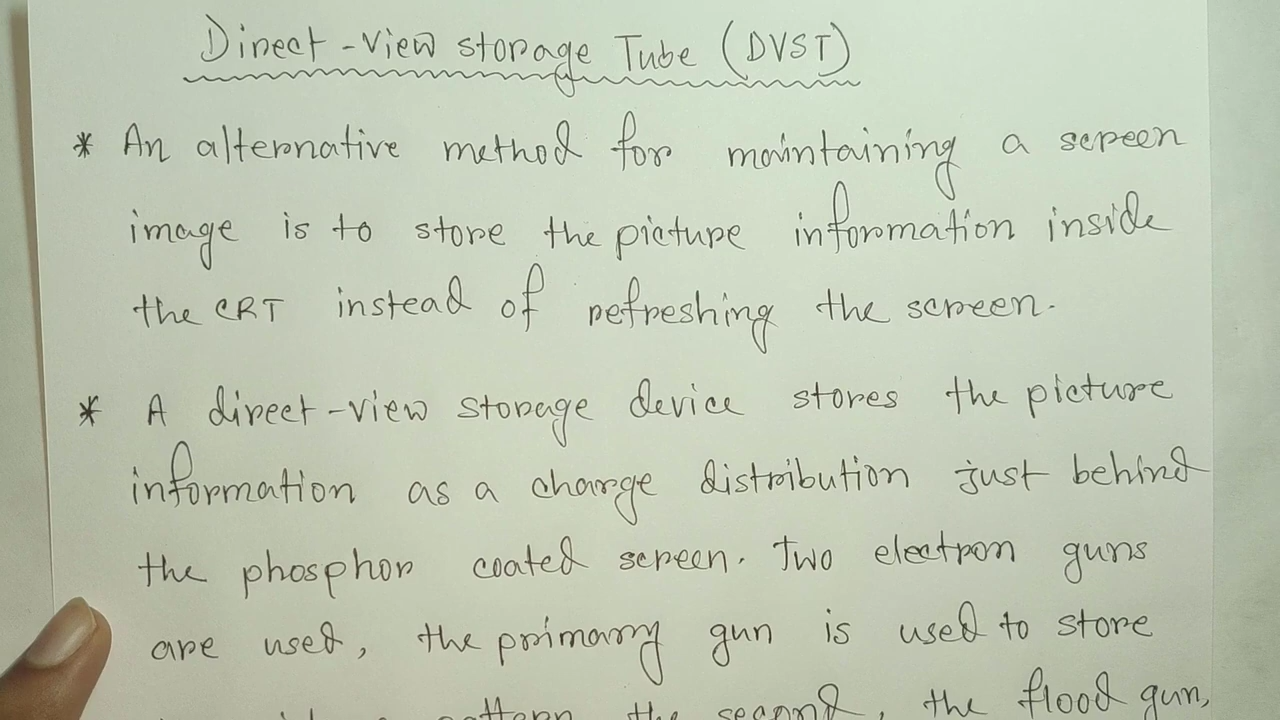 Direct-view storage Tube (DVST)
* An alternative method for maintaining a screen
image is to store the picture information inside
the CRT instead of refreshing the screen.
* A direct-view storage device stores the picture
information as a charge distribution just behind
the phosphor coated screen. Two electron guns
are used, the primary gun is used to store
pattern the second, the flood gun,